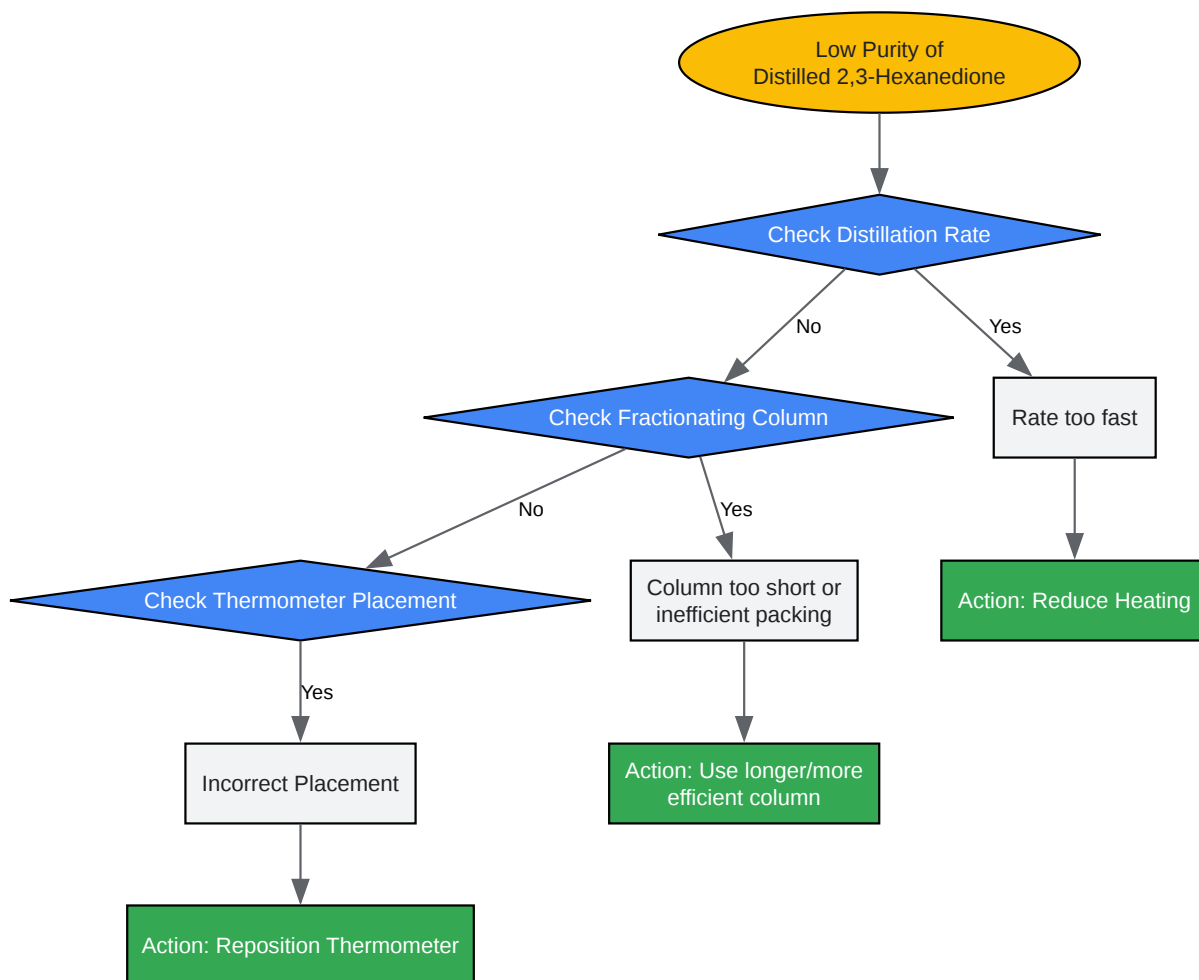 Low Purity of
Distilled 2,3-Hexanedione
Check Distillation Rate
No
Yes
Check Fractionating Column
Rate too fast
No
Yes
Check Thermometer Placement
Column too short or
inefficient packing
Action: Reduce Heating
Yes
Incorrect Placement
Action: Use longer/more
efficient column
Action: Reposition Thermometer